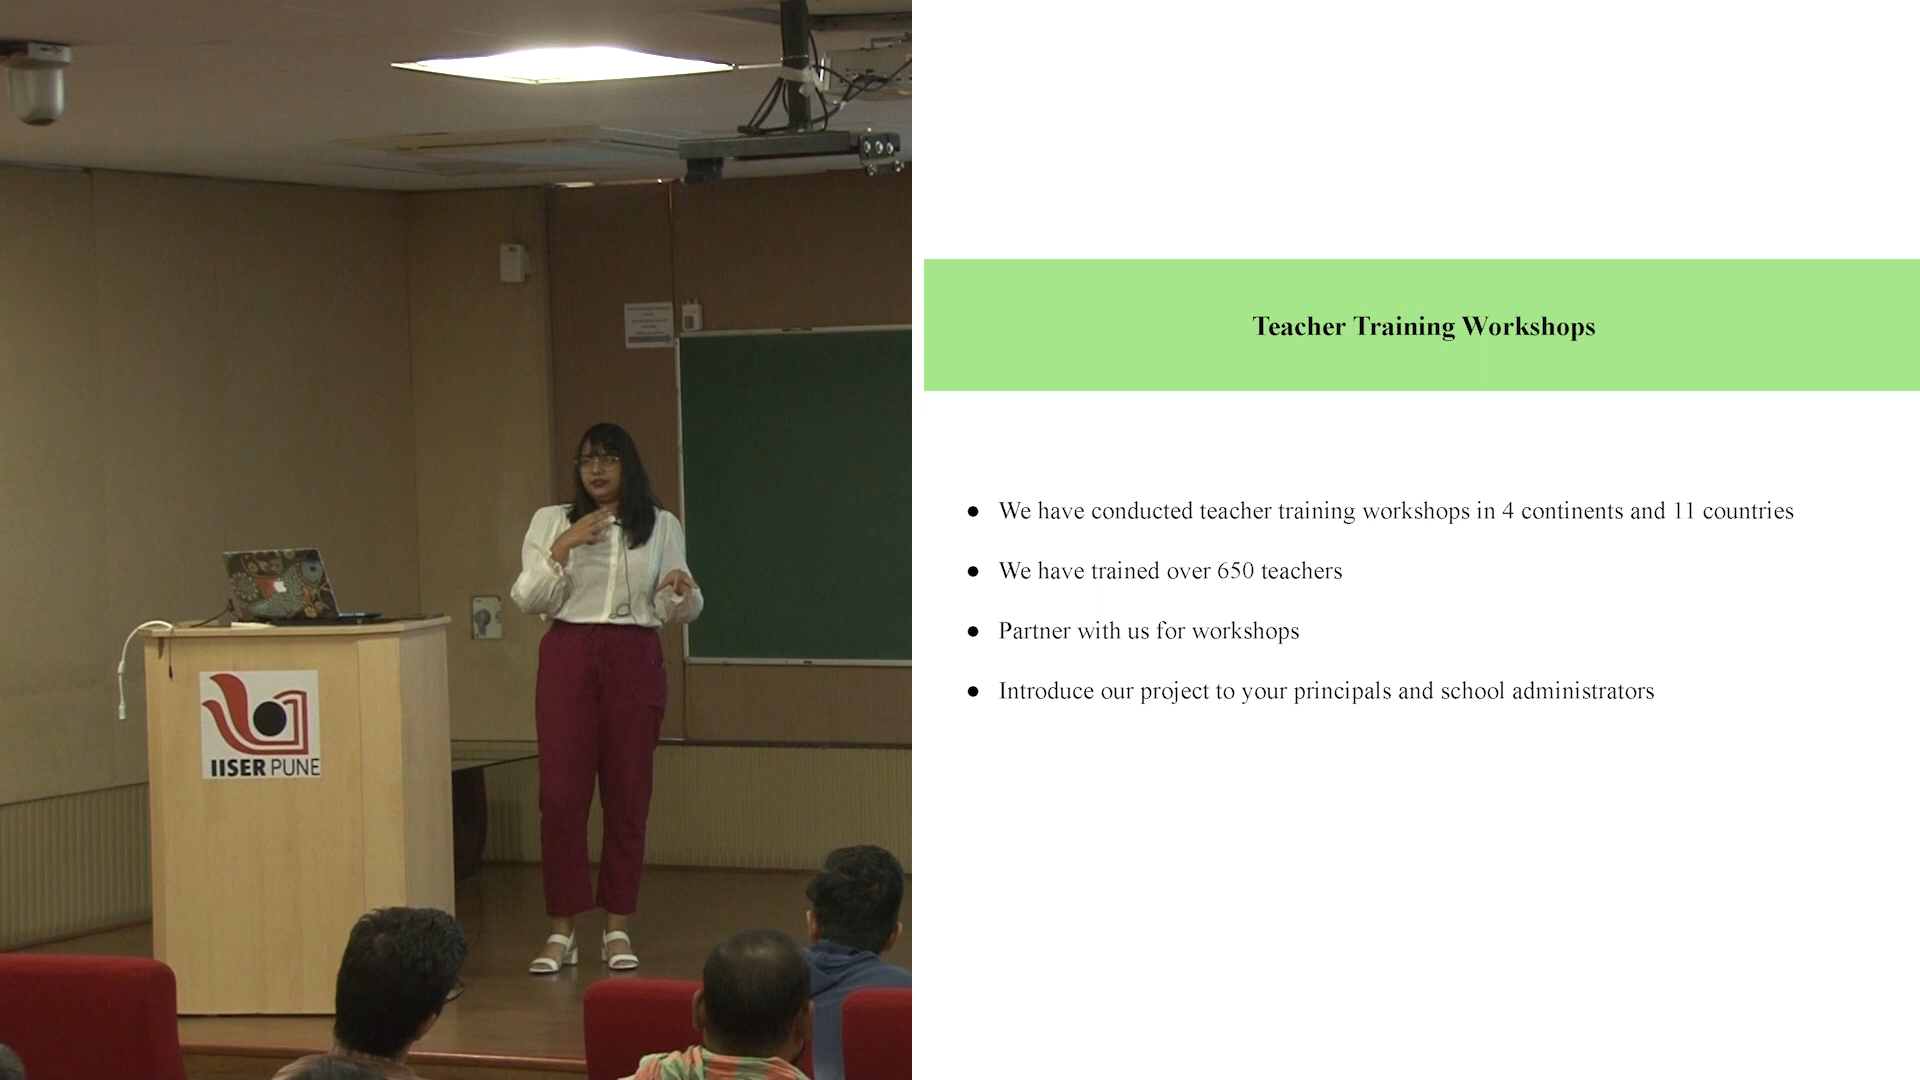 IISER PUNE
Teacher Training Workshops
● We have conducted teacher training workshops in 4 continents and 11 countries
● We have trained over 650 teachers
● Partner with us for workshops
● Introduce our project to your principals and school administrators